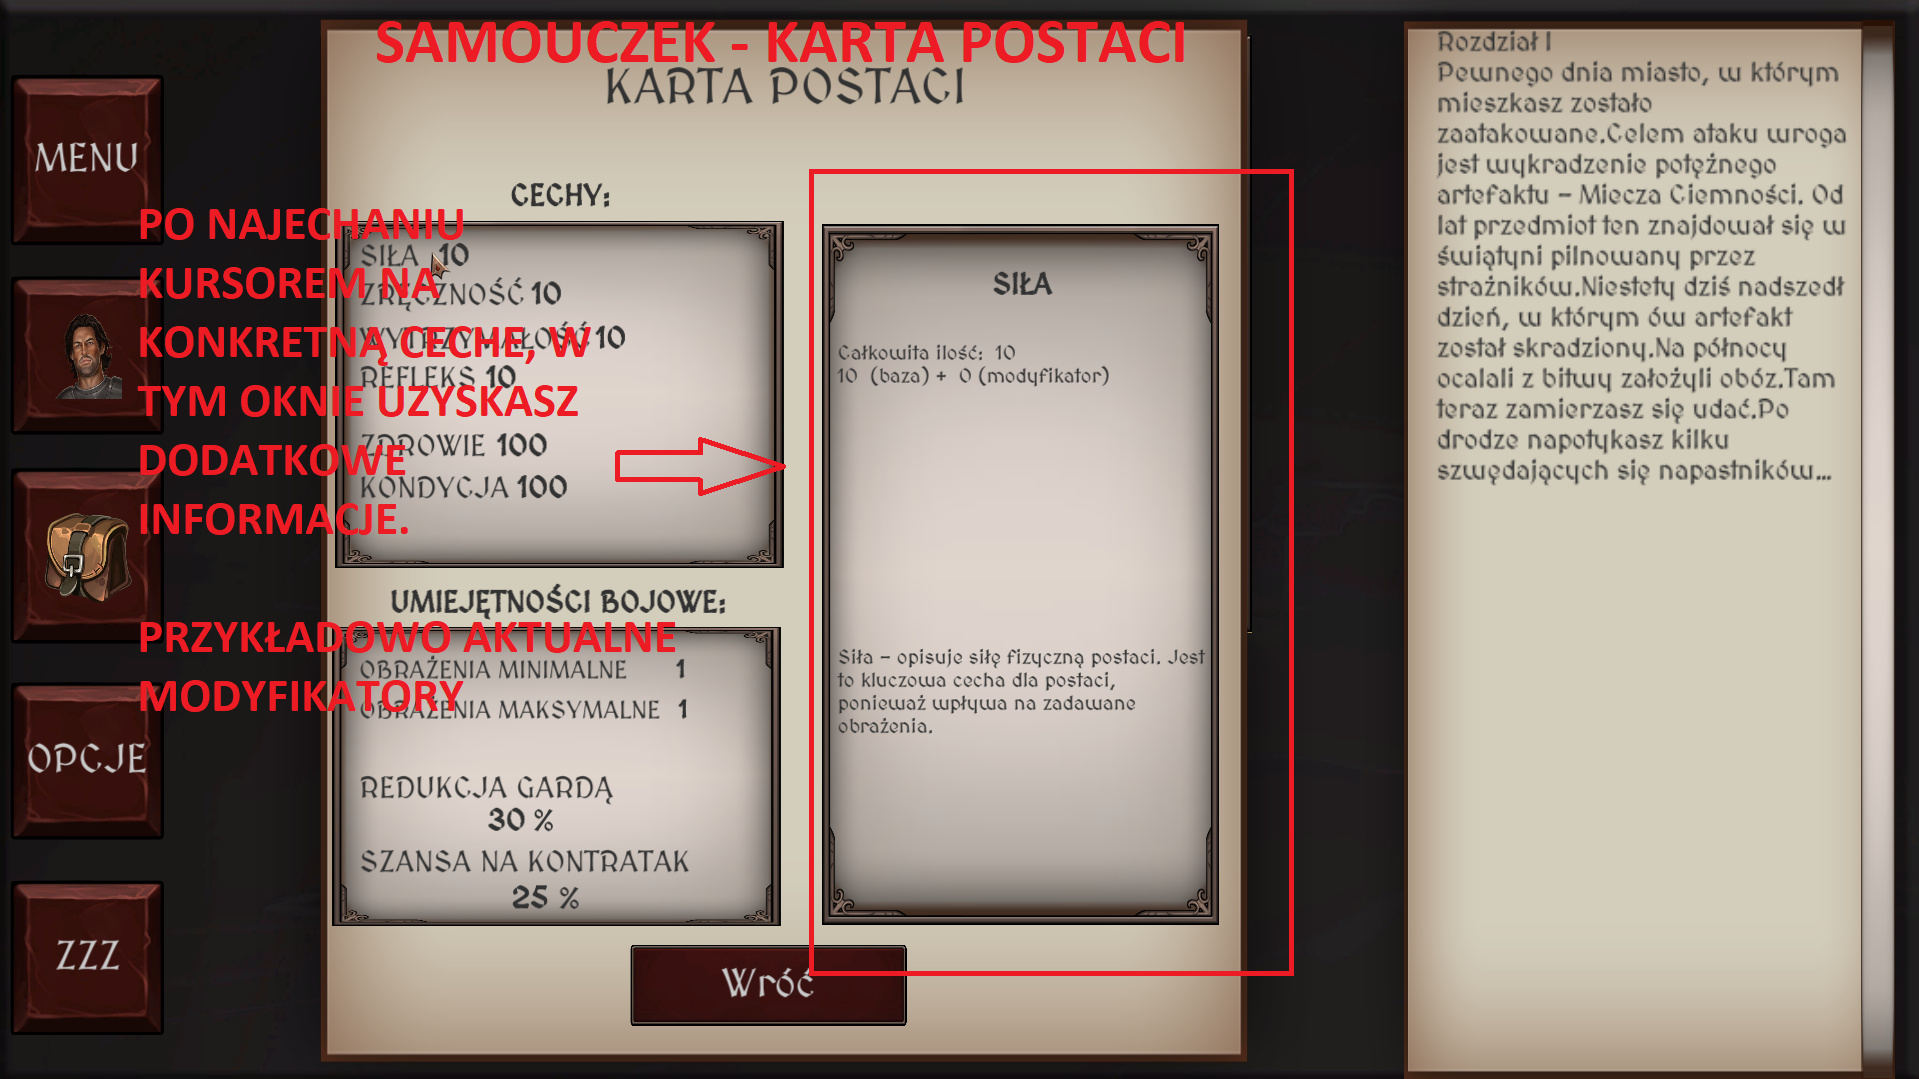 SAMOUCZEK - KARTA POSTACI
KARTA POSTACI
MENU
OPCJE
ZZZ
PO NAJECHANIU
KURSOREM NA
KONKRETNĄ CECHE, W
TYM OKNIE UZYSKASZ
DODATKOWE
INFORMACJE.
PRZYKŁADOWO AKTUALNE
MODYFIKATORY
CECHY:
SIŁA 10
ZRĘCZNOŚĆ 10
WYTRZYMAŁOŚĆ 10
REFLEKS 10
ZDROWIE 100
KONDYCJA 100
UMIEJĘTNOŚCI BOJOWE:
OBRAŻENIA MINIMALNE 1
OBRAŻENIA MAKSYMALNE 1
REDUKCJA GARDĄ
30 %
SZANSA NA KONTRATAK
25 %
SIŁA
Całkowita ilość: 10
10 (baza) + 0 (modyfikator)
Siła – opisuje siłę fizyczną postaci. Jest
to kluczowa cecha dla postaci,
ponieważ wpływa na zadawane
obrażenia.
Wróć
Rozdział I
Pewnego dnia miasto, w którym
mieszkasz zostało
zaatakowane.Celem ataku wroga
jest wykradzenie potężnego
artefaktu – Miecza Ciemności. Od
lat przedmiot ten znajdował się w
świątyni pilnowany przez
strażników.Niestety dziś nadszedł
dzień, w którym ów artefakt
został skradziony.Na północy
ocalali z bitwy założyli obóz.Tam
teraz zamierzasz się udać.Po
drodze napotykasz kilku
szwędających się napastników...